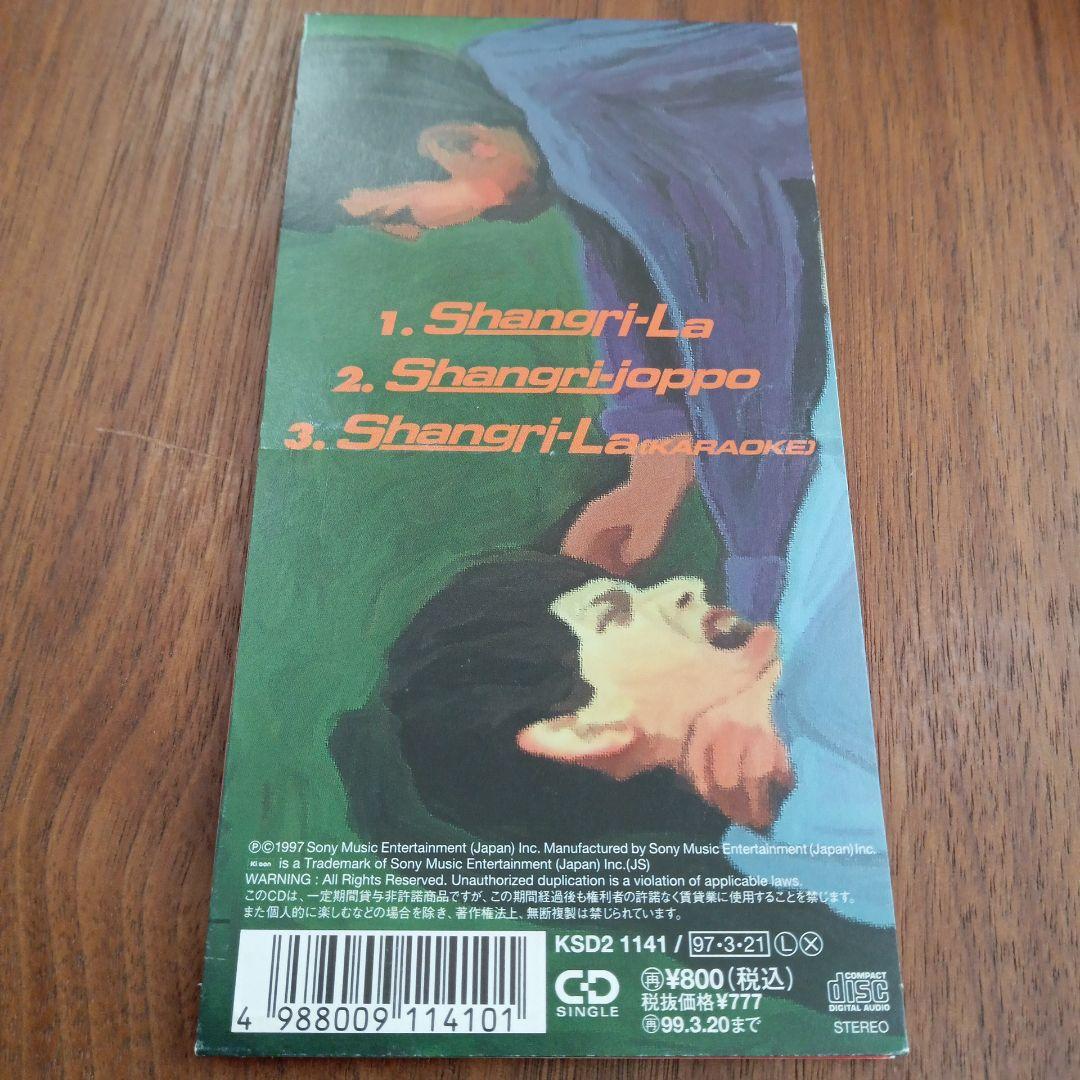 1. Shangri-La
2. Shangri-joppo
3. Shangri-La(KARAOKE)
ⓅⒸ1997 Sony Music Entertainment (Japan) Inc. Manufactured by Sony Music Entertainment (Japan) Inc.
Ki oon is a Trademark of Sony Music Entertainment (Japan) Inc.(JS)
WARNING : All Rights Reserved. Unauthorized duplication is a violation of applicable laws.
このCDは、一定期間貸与非許諾商品ですが、この期間経過後も権利者の許諾なく賃貸業に使用することを禁じます。
また個人的に楽しむなどの場合を除き、著作権法上、無断複製は禁じられています。
4 988009 114101
KSD2 1141 / 97・3・21 Ⓛ Ⓧ
CD
SINGLE
㊢¥800(税込)
税抜価格¥777
再99.3.20まで
COMPACT
disc
DIGITAL AUDIO
STEREO